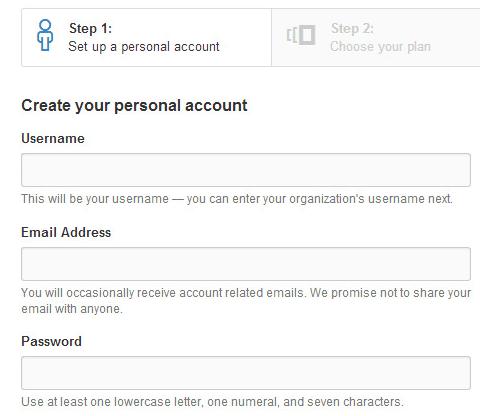 Step 1:
Set up a personal account
Step 2:
Choose your plan
Create your personal account
Username
This will be your username — you can enter your organization's username next.
Email Address
You will occasionally receive account related emails. We promise not to share your
email with anyone.
Password
Use at least one lowercase letter, one numeral, and seven characters.